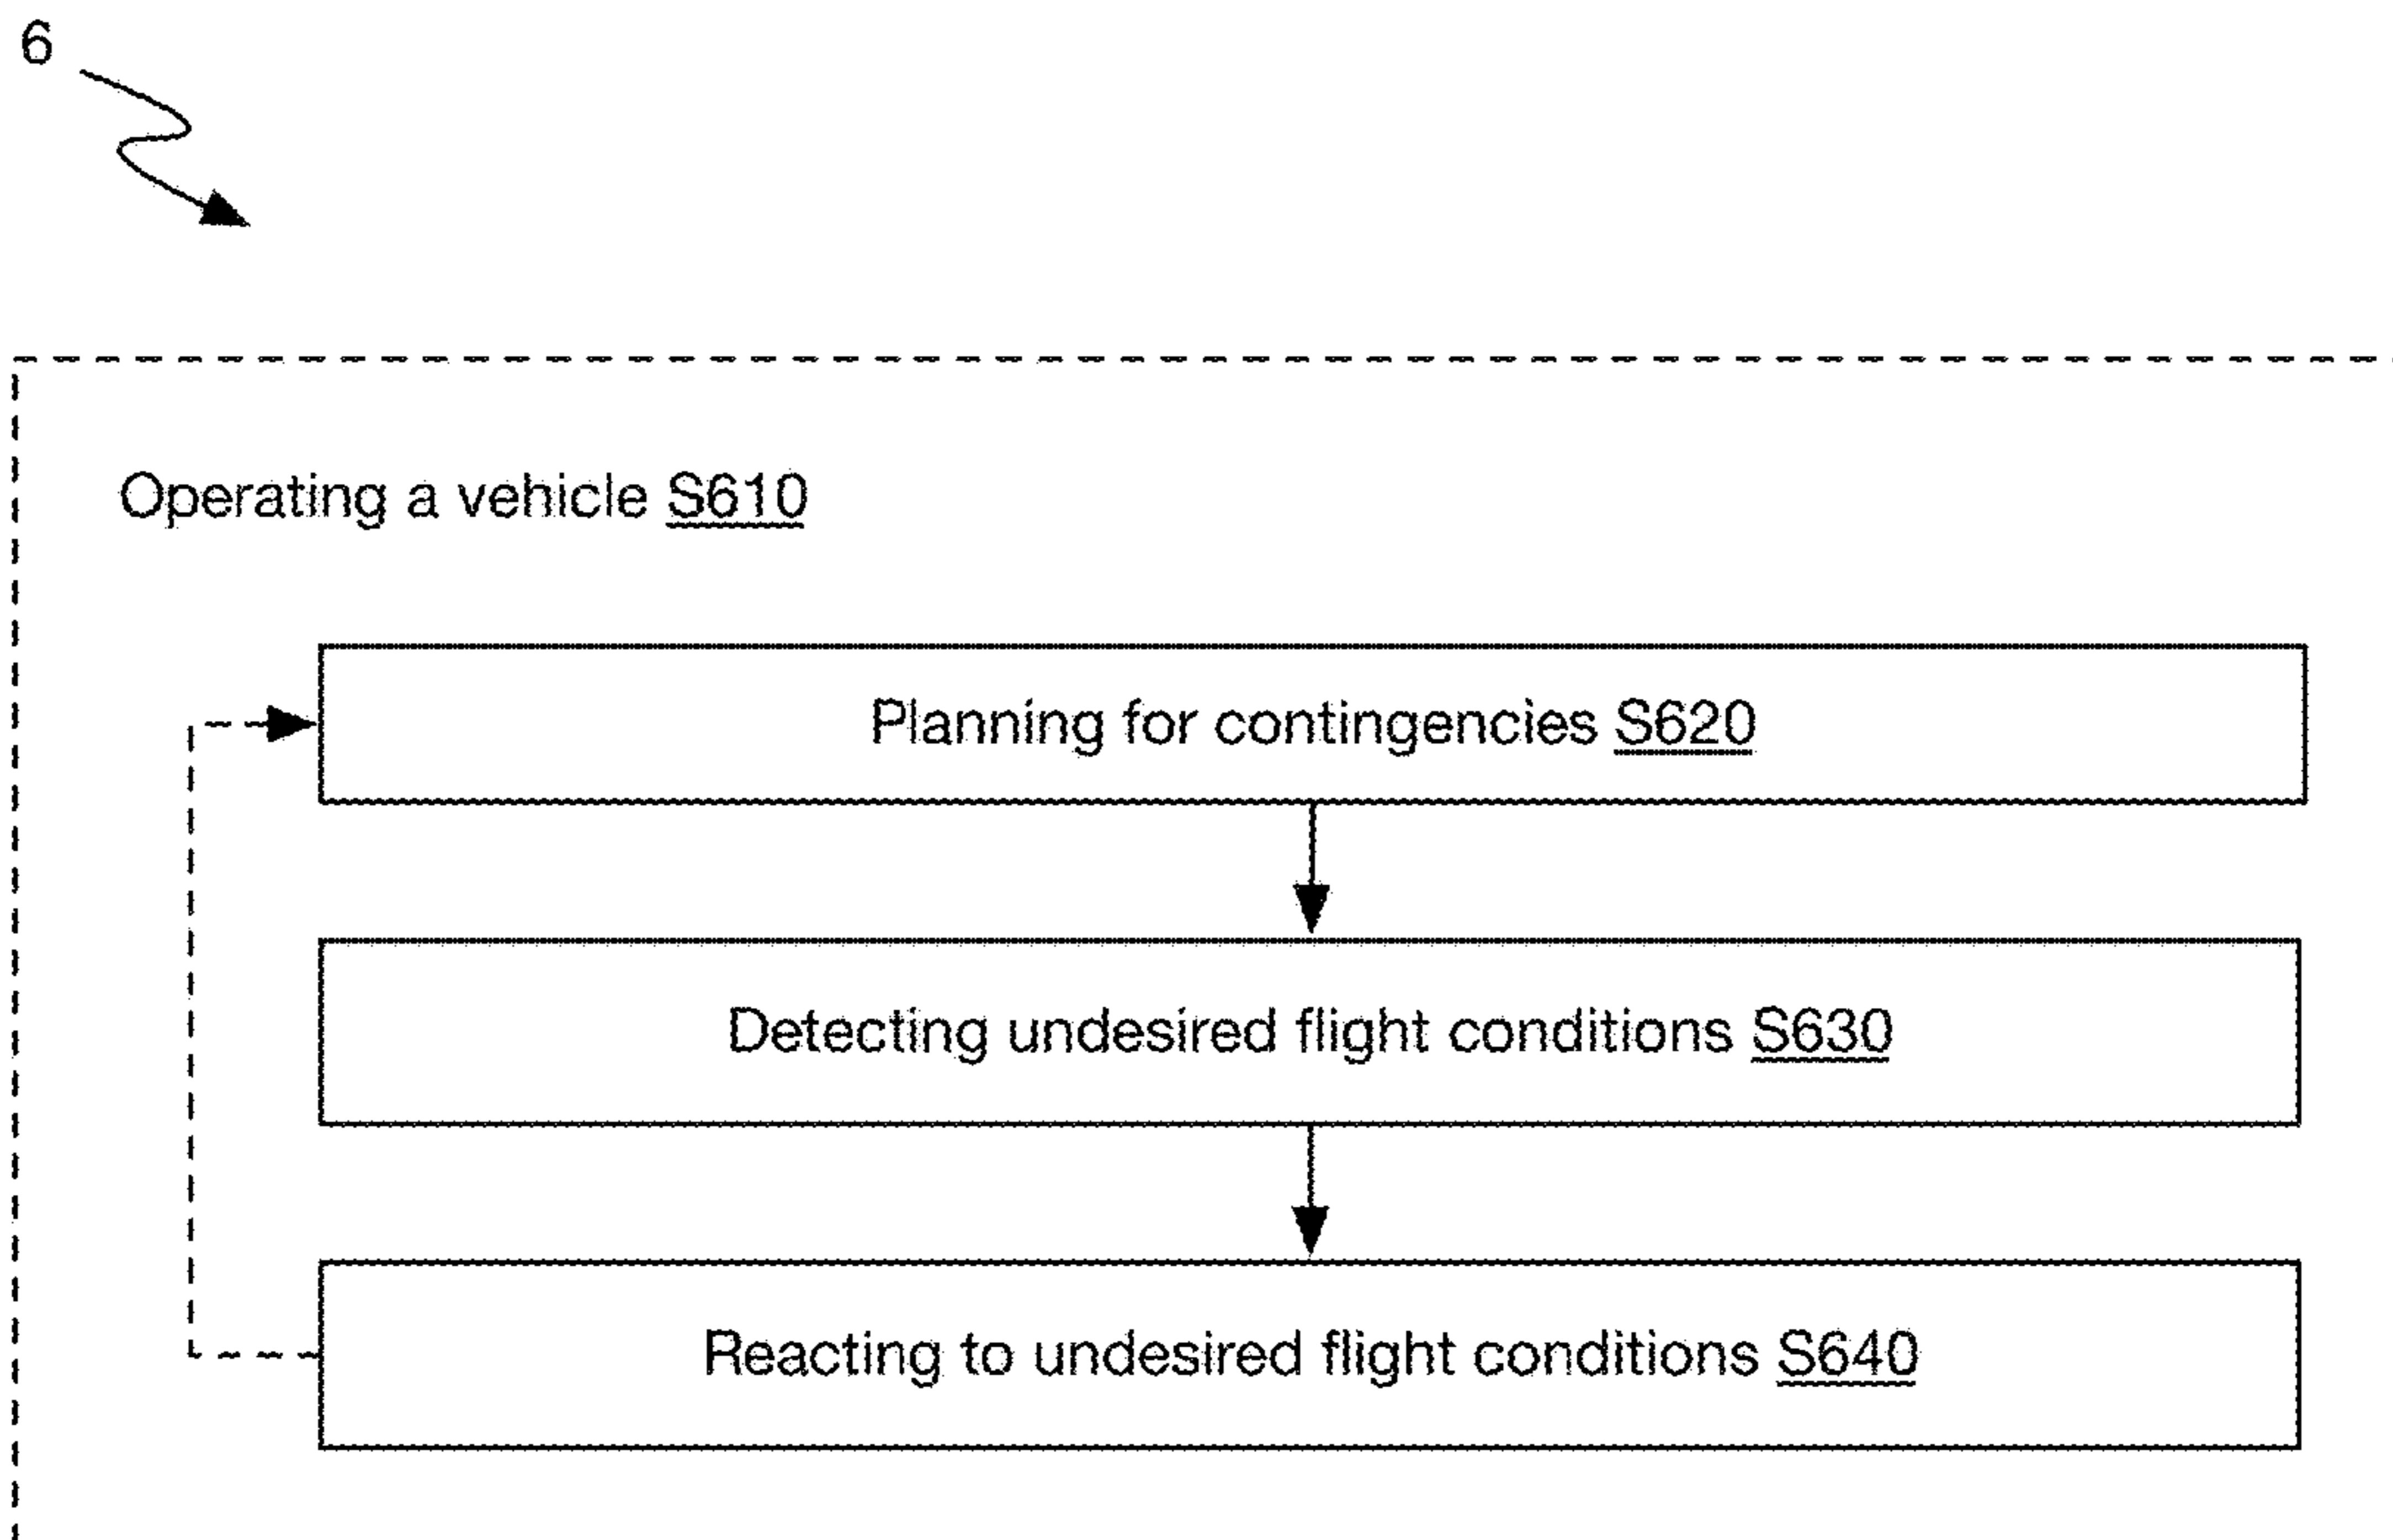 6
Operating a vehicle S610
Planning for contingencies S620
Detecting undesired flight conditions S630
Reacting to undesired flight conditions S640